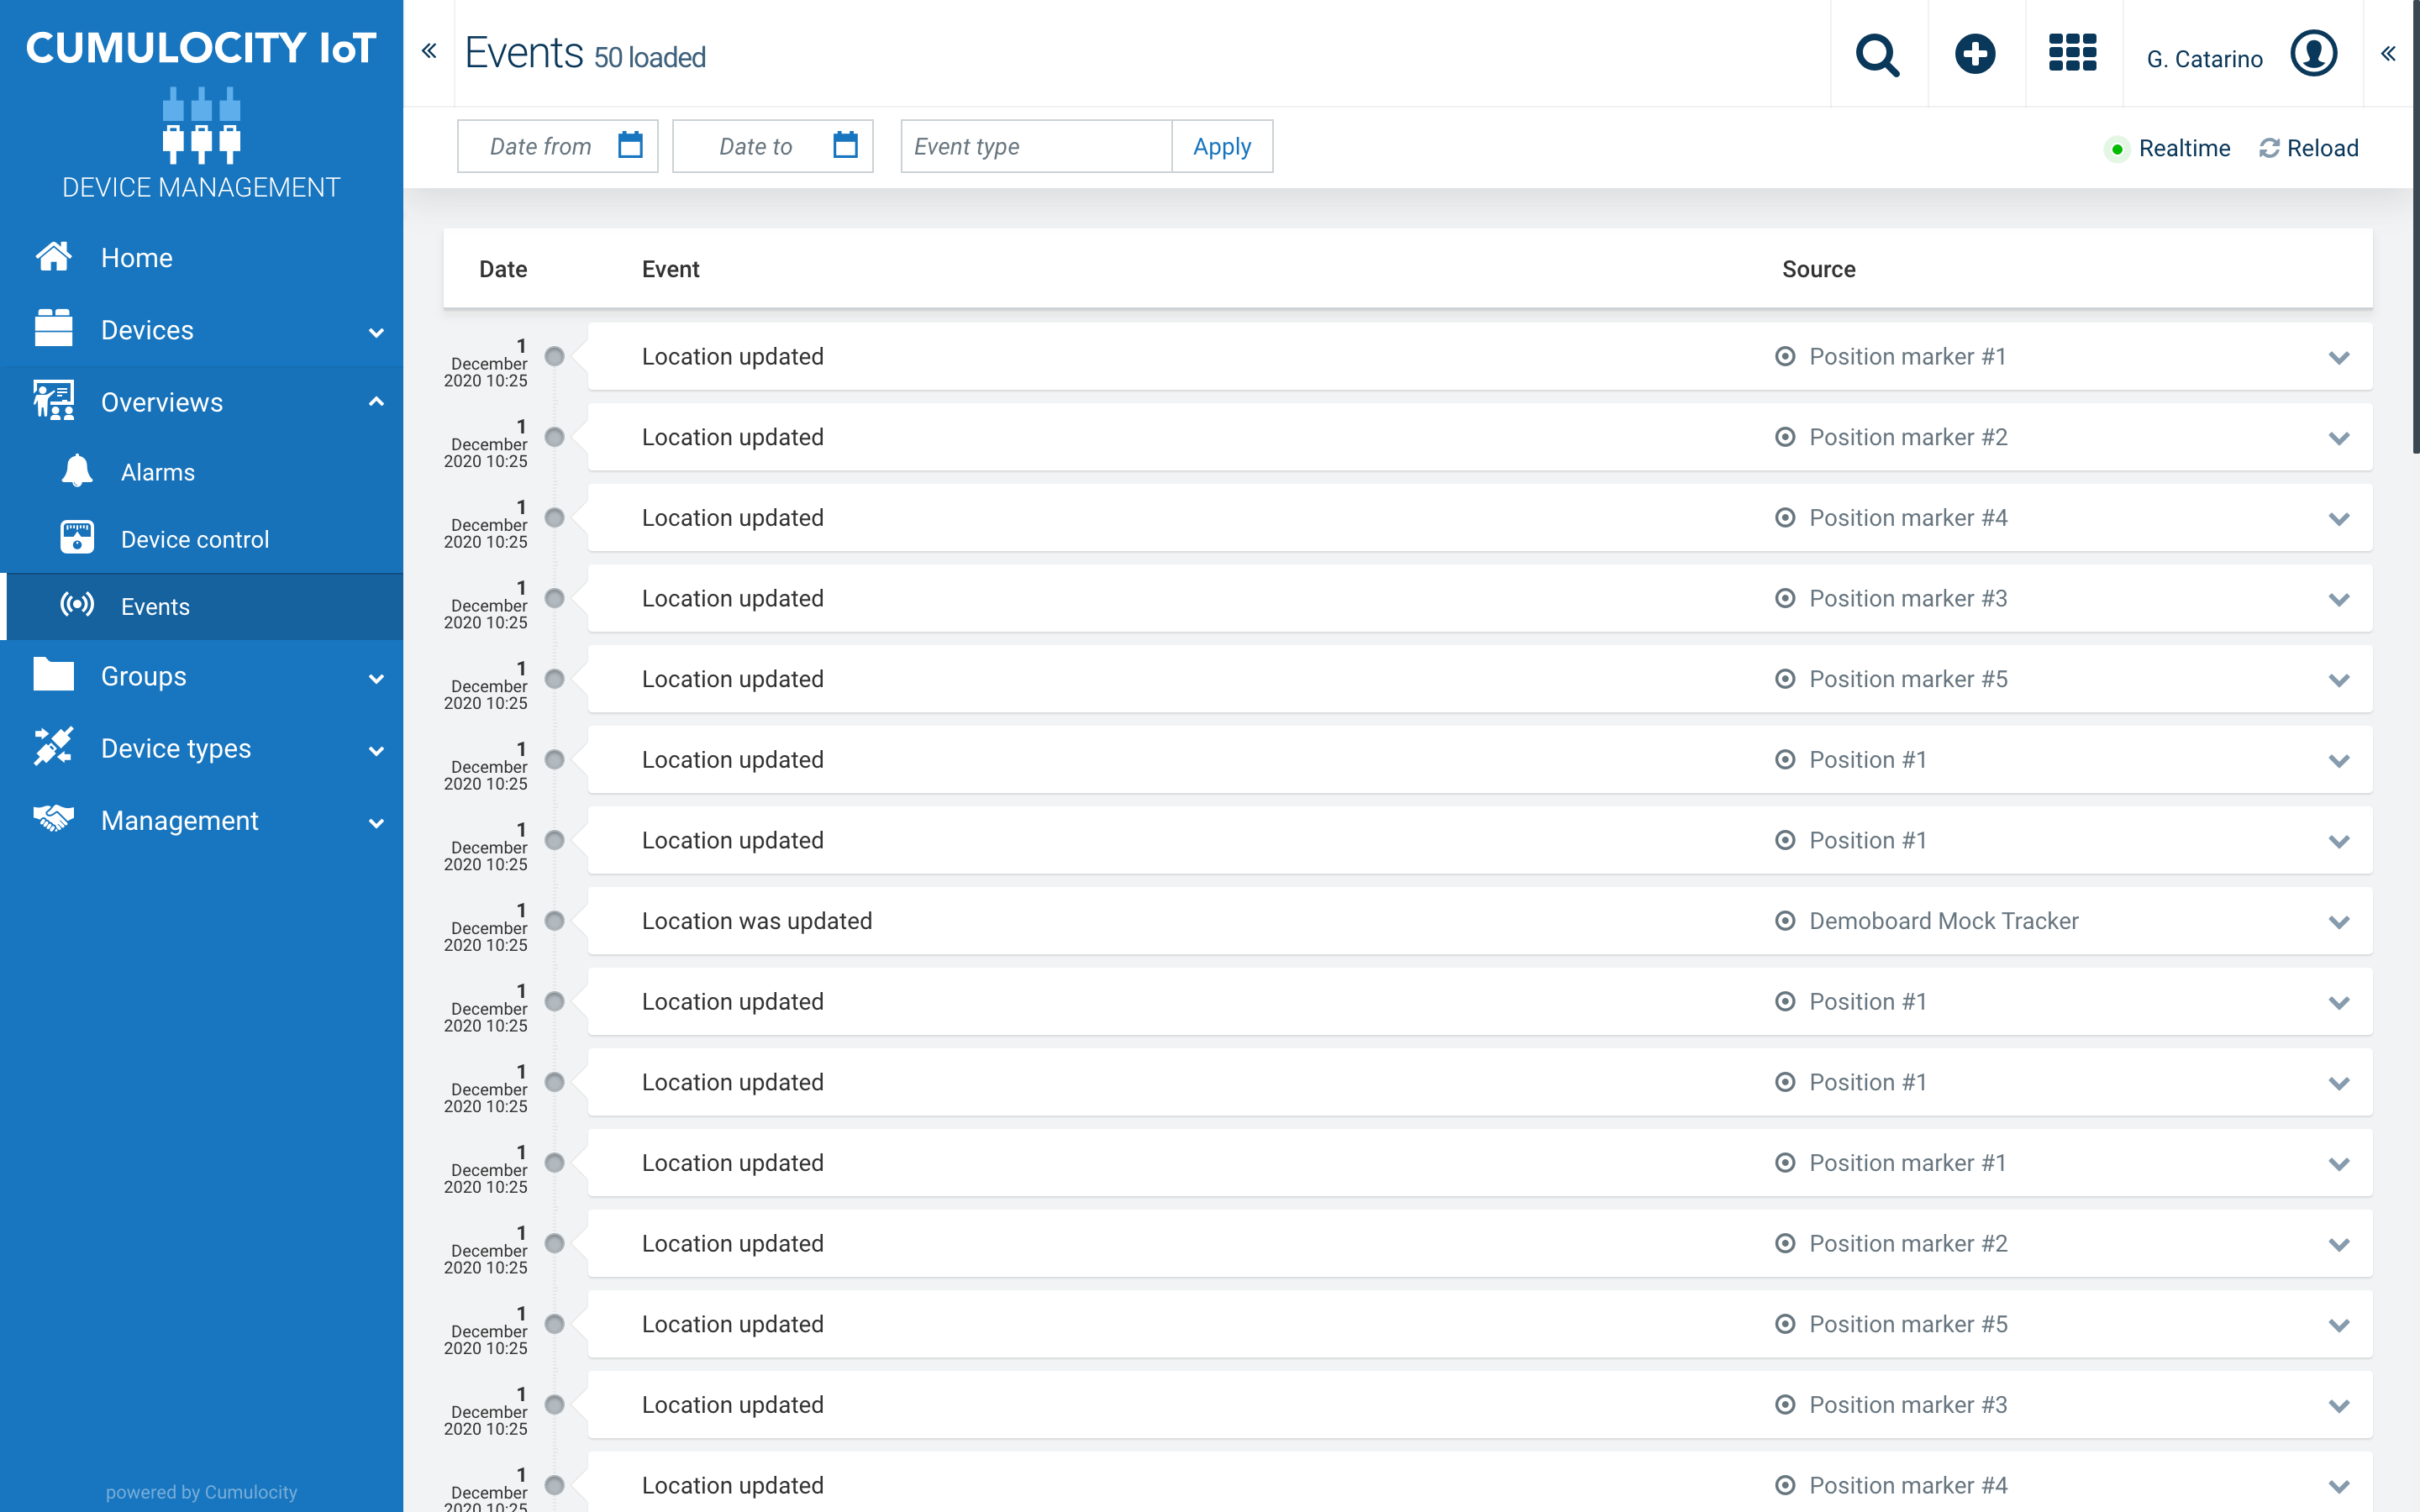 CUMULOCITY IoT
DEVICE MANAGEMENT
Home
Devices
Overviews
Alarms
Device control
Events
Groups
Device types
Management
powered by Cumulocity
Events 50 loaded
G. Catarino
Date from
Date to
Event type
Apply
Realtime
Reload
Date Event Source
1
December
2020 10:25
Location updated
Position marker #1
1
December
2020 10:25
Location updated
Position marker #2
1
December
2020 10:25
Location updated
Position marker #4
1
December
2020 10:25
Location updated
Position marker #3
1
December
2020 10:25
Location updated
Position marker #5
1
December
2020 10:25
Location updated
Position #1
1
December
2020 10:25
Location updated
Position #1
1
December
2020 10:25
Location was updated
Demoboard Mock Tracker
1
December
2020 10:25
Location updated
Position #1
1
December
2020 10:25
Location updated
Position #1
1
December
2020 10:25
Location updated
Position marker #1
1
December
2020 10:25
Location updated
Position marker #2
1
December
2020 10:25
Location updated
Position marker #5
1
December
2020 10:25
Location updated
Position marker #3
1
December
2020 10:25
Location updated
Position marker #4